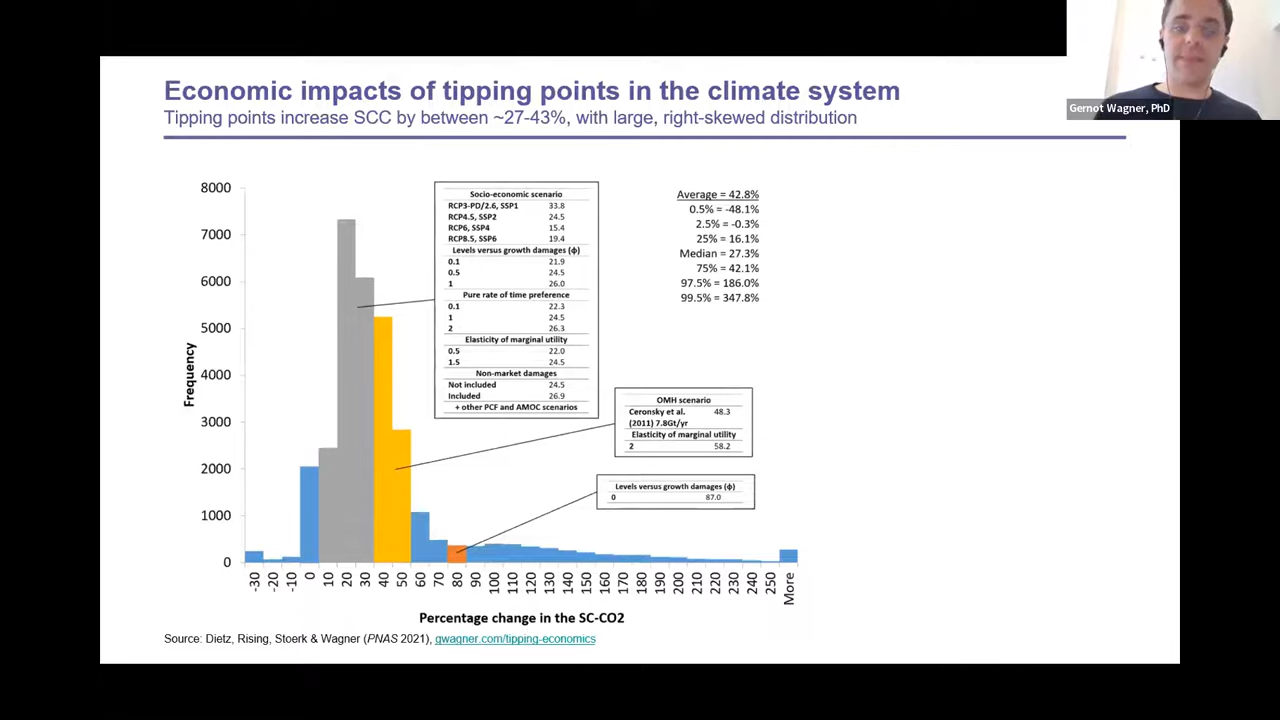 Gernot Wagner, PhD
Economic impacts of tipping points in the climate system
Tipping points increase SCC by between ~27-43%, with large, right-skewed distribution
8000
7000
6000
5000
4000
3000
2000
1000
0
Frequency
Socio-economic scenario
RCP3-PD/2.6, SSP1 33.8
RCP4.5, SSP2 24.5
RCP6, SSP4 15.4
RCP8.5, SSP6 19.4
Levels versus growth damages (ϕ)
0.1 21.9
0.5 24.5
1 26.0
Pure rate of time preference
0.1 22.3
1 24.5
2 26.3
Elasticity of marginal utility
0.5 22.0
1.5 24.5
Non-market damages
Not included 24.5
Included 26.9
+ other PCF and AMOC scenarios
Average = 42.8%
0.5% = -48.1%
2.5% = -0.3%
25% = 16.1%
Median = 27.3%
75% = 42.1%
97.5% = 186.0%
99.5% = 347.8%
OMH scenario
Ceronsky et al. 48.3
(2011) 7.8Gt/yr
Elasticity of marginal utility
2 58.2
Levels versus growth damages (ϕ)
0 87.0
-30 -20 -10 0 10 20 30 40 50 60 70 80 90 100 110 120 130 140 150 160 170 180 190 200 210 220 230 240 250 More
Percentage change in the SC-CO2
Source: Dietz, Rising, Stoerk & Wagner (PNAS 2021), gwagner.com/tipping-economics